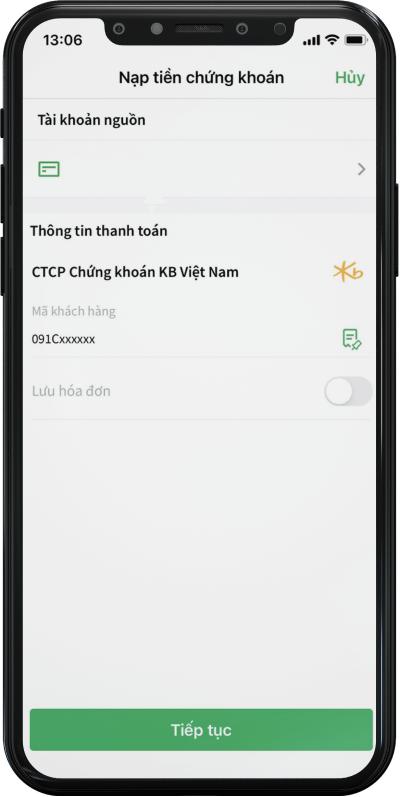 13:06
Nạp tiền chứng khoán
Hủy
Tài khoản nguồn
Thông tin thanh toán
CTCP Chứng khoán KB Việt Nam
Mã khách hàng
091Cxxxxxx
Lưu hóa đơn
Tiếp tục